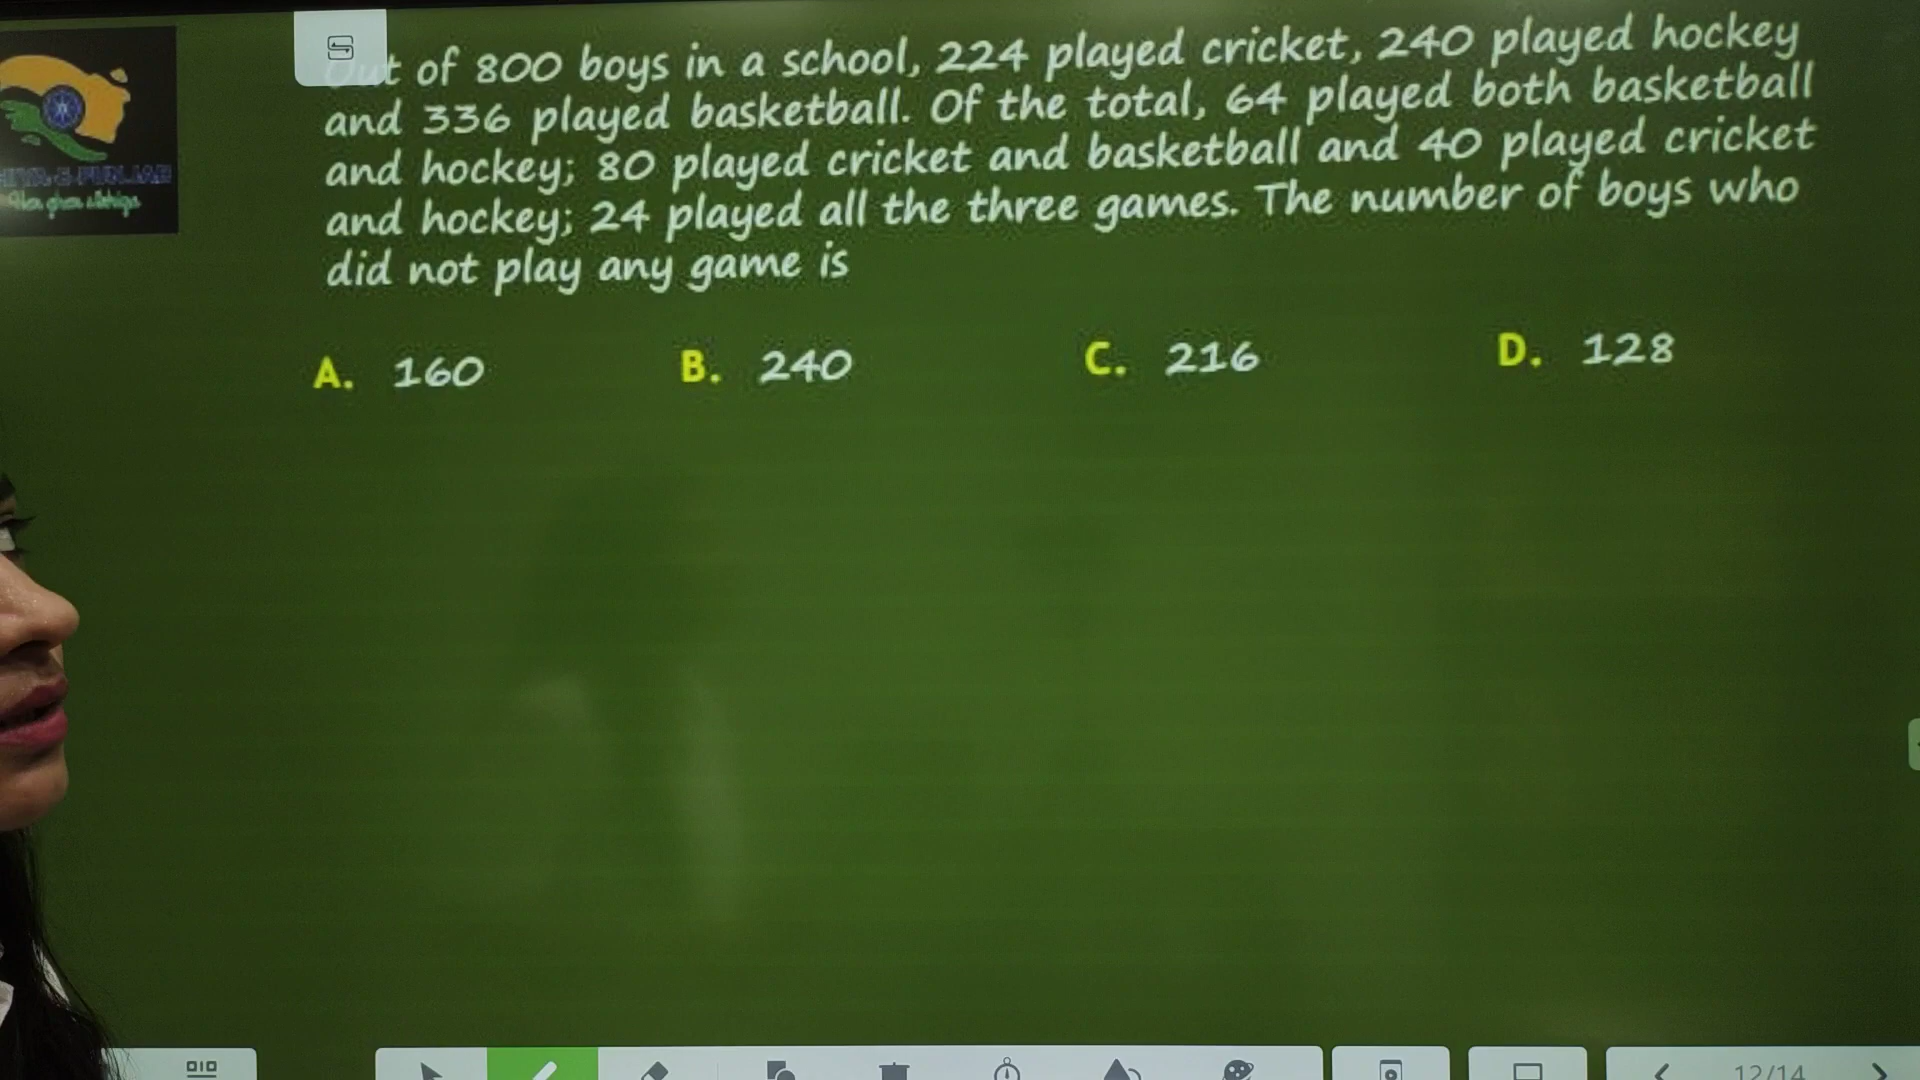 Out of 800 boys in a school, 224 played cricket, 240 played hockey
and 336 played basketball. Of the total, 64 played both basketball
and hockey; 80 played cricket and basketball and 40 played cricket
and hockey; 24 played all the three games. The number of boys who
did not play any game is
A. 160 B. 240 C. 216 D. 128
12/14